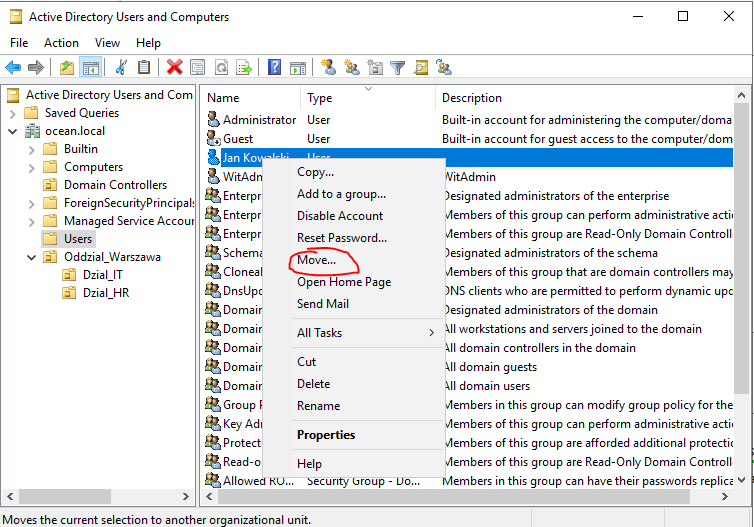 Active Directory Users and Computers
File Action View Help
Active Directory Users and Com
Saved Queries
ocean.local
Builtin
Computers
Domain Controllers
ForeignSecurityPrincipals
Managed Service Accour
Users
Oddzial_Warszawa
Dzial_IT
Dzial_HR
Name Type Description
Administrator User Built-in account for administering the computer/doma
Guest User Built-in account for guest access to the computer/dom
Jan Kowalski User
WitAdm WitAdmin
Enterpr Designated administrators of the enterprise
Enterpr Members of this group can perform administrative acti
Enterpr Members of this group are Read-Only Domain Controll
Schema Designated administrators of the schema
Cloneal Members of this group that are domain controllers may
DnsUpd DNS clients who are permitted to perform dynamic upd
Domain Designated administrators of the domain
Domain All workstations and servers joined to the domain
Domain All domain controllers in the domain
Domain All domain guests
Domain All domain users
Group P Members in this group can modify group policy for the
Key Adm Members of this group can perform administrative acti
Protect Members of this group are afforded additional protectic
Read-o Members of this group are Read-Only Domain Controll
Allowed RO... Security Group - Do... Members in this group can have their passwords replica
Copy...
Add to a group...
Disable Account
Reset Password...
Move...
Open Home Page
Send Mail
All Tasks
Cut
Delete
Rename
Properties
Help
Moves the current selection to another organizational unit.